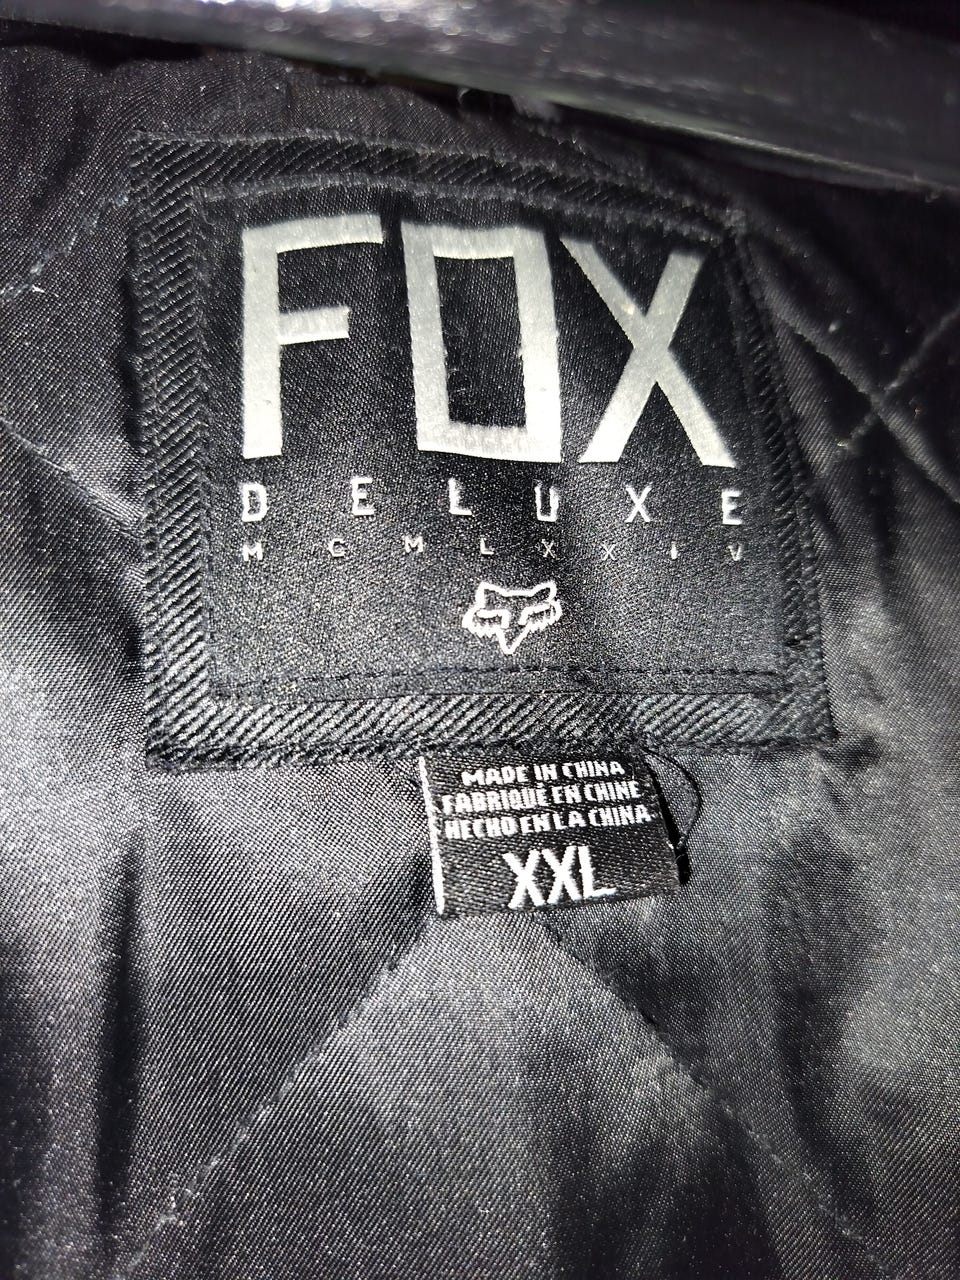 FOX
DELUXE
MCMLXXIV
MADE IN CHINA
FABRIQUÉ EN CHINE
HECHO EN LA CHINA
XXL